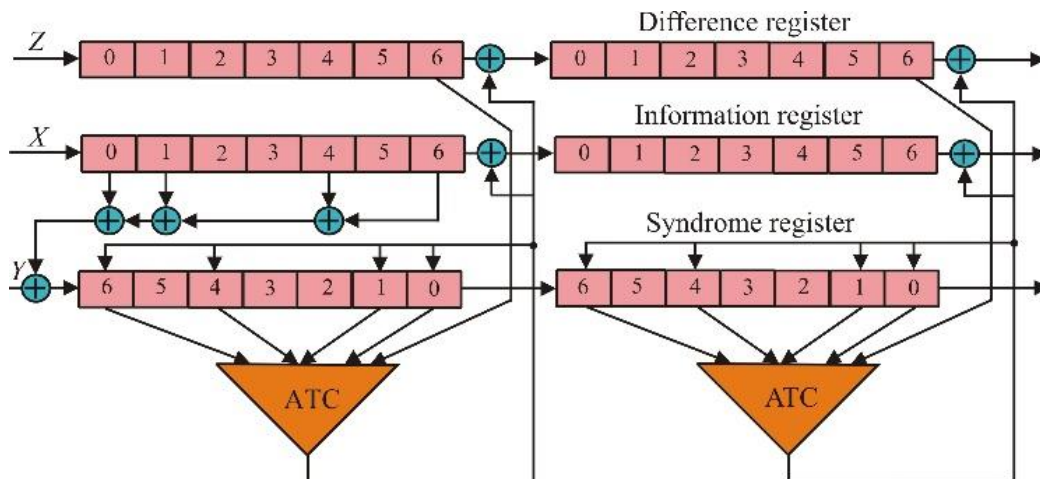 Difference register
Z
0 1 2 3 4 5 6
0 1 2 3 4 5 6
Information register
X
0 1 2 3 4 5 6
0 1 2 3 4 5 6
Syndrome register
Y
6 5 4 3 2 1 0
6 5 4 3 2 1 0
ATC
ATC